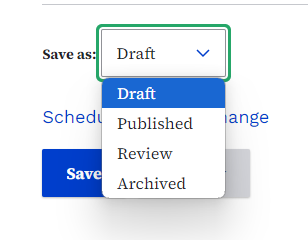 Save as: Draft
Draft
Schedu hange
Published
Review
Save
Archived